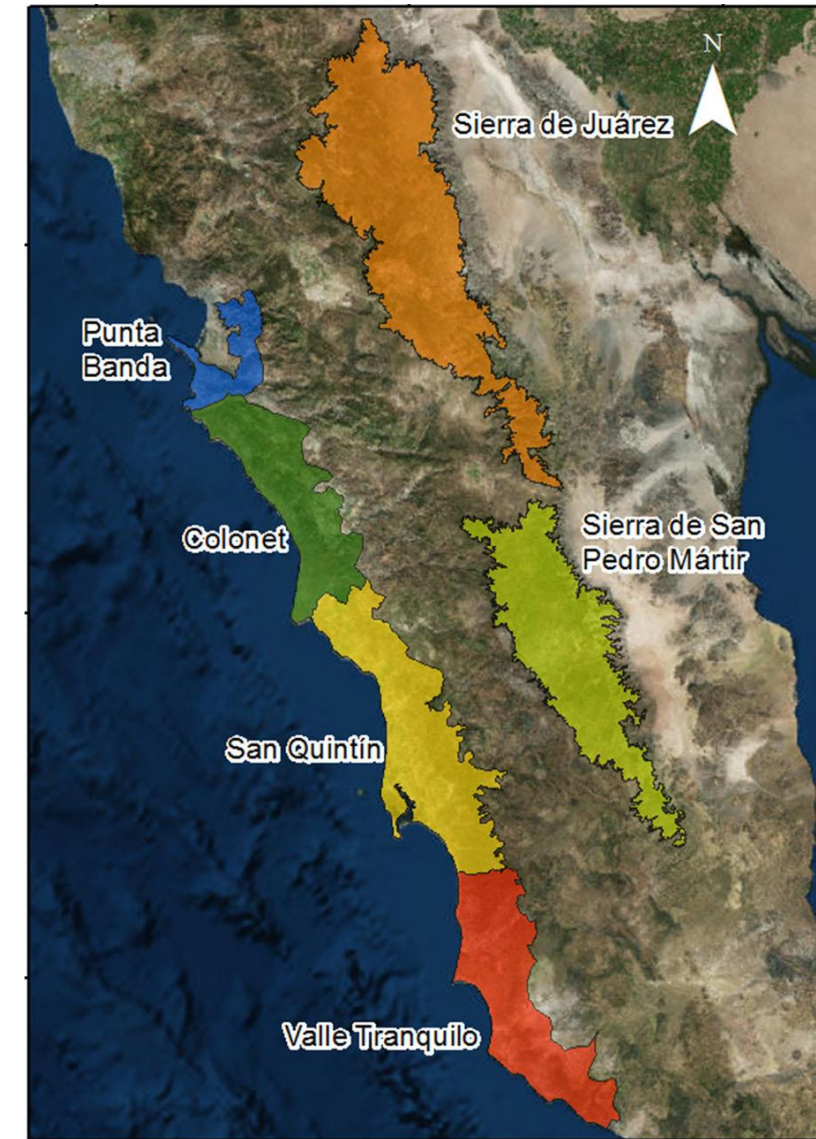 N
Sierra de Juárez
Punta
Banda
Colonet
Sierra de San
Pedro Mártir
San Quintín
Valle Tranquilo